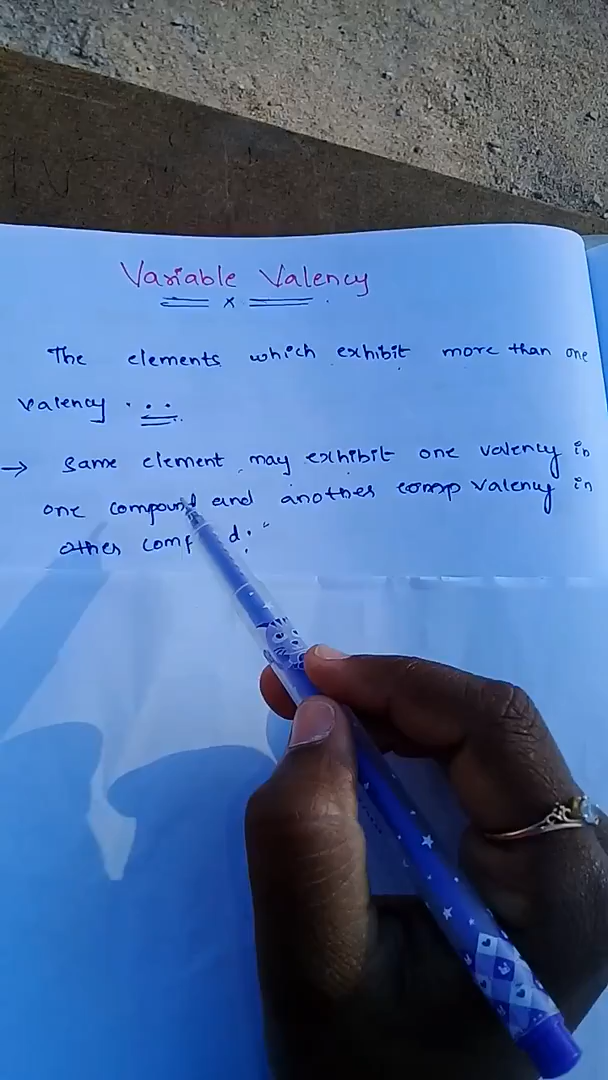 Variable Valency
The elements which exhibit more than one
valency
→ same element may exhibit one valency in
one compound and another comp valency in
other